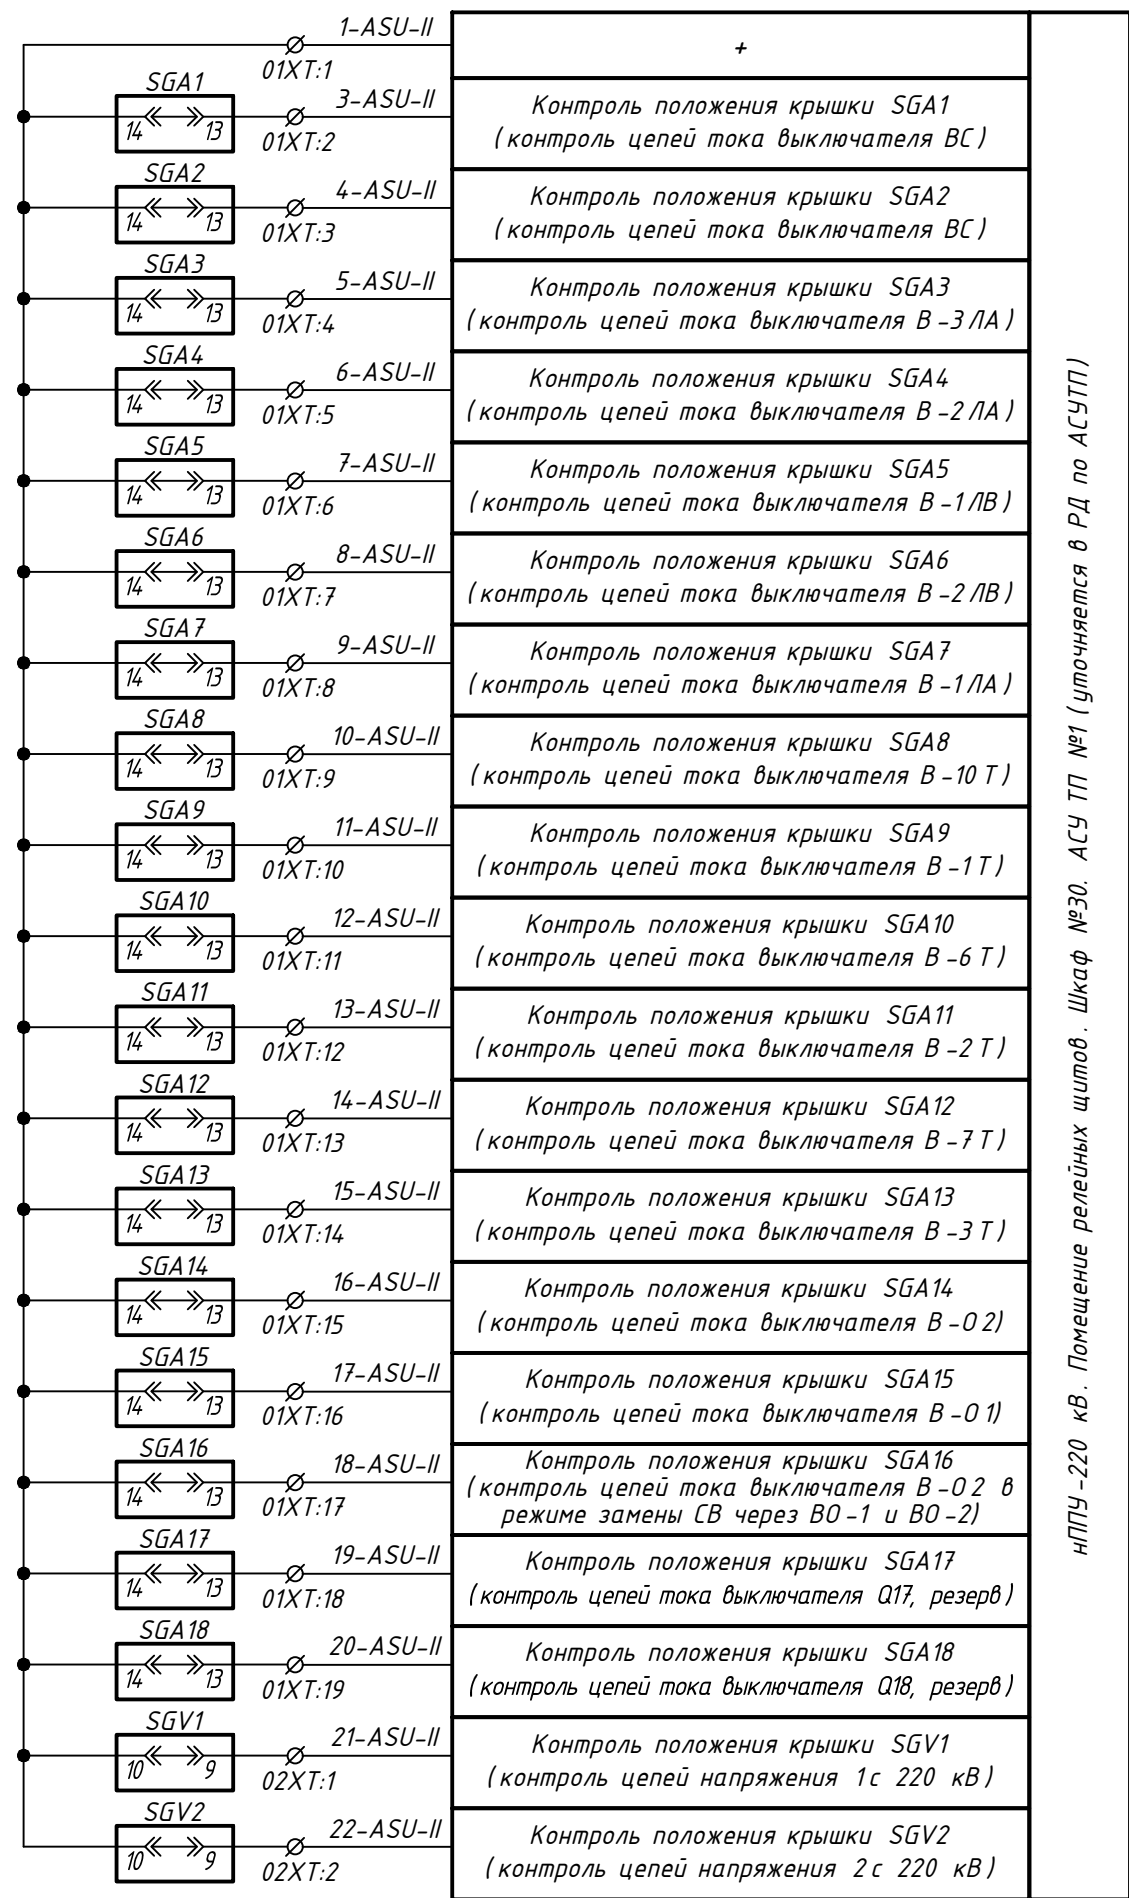 1-ASU-II
01XT:1
+
SGA1
14 13
3-ASU-II
01XT:2
Контроль положения крышки SGA1
(контроль цепей тока выключателя ВС)
SGA2
14 13
4-ASU-II
01XT:3
Контроль положения крышки SGA2
(контроль цепей тока выключателя ВС)
SGA3
14 13
5-ASU-II
01XT:4
Контроль положения крышки SGA3
(контроль цепей тока выключателя В-3ЛА)
SGA4
14 13
6-ASU-II
01XT:5
Контроль положения крышки SGA4
(контроль цепей тока выключателя В-2ЛА)
SGA5
14 13
7-ASU-II
01XT:6
Контроль положения крышки SGA5
(контроль цепей тока выключателя В-1ЛВ)
SGA6
14 13
8-ASU-II
01XT:7
Контроль положения крышки SGA6
(контроль цепей тока выключателя В-2ЛВ)
SGA7
14 13
9-ASU-II
01XT:8
Контроль положения крышки SGA7
(контроль цепей тока выключателя В-1ЛА)
SGA8
14 13
10-ASU-II
01XT:9
Контроль положения крышки SGA8
(контроль цепей тока выключателя В-10Т)
SGA9
14 13
11-ASU-II
01XT:10
Контроль положения крышки SGA9
(контроль цепей тока выключателя В-1Т)
SGA10
14 13
12-ASU-II
01XT:11
Контроль положения крышки SGA10
(контроль цепей тока выключателя В-6Т)
SGA11
14 13
13-ASU-II
01XT:12
Контроль положения крышки SGA11
(контроль цепей тока выключателя В-2Т)
SGA12
14 13
14-ASU-II
01XT:13
Контроль положения крышки SGA12
(контроль цепей тока выключателя В-7Т)
SGA13
14 13
15-ASU-II
01XT:14
Контроль положения крышки SGA13
(контроль цепей тока выключателя В-3Т)
SGA14
14 13
16-ASU-II
01XT:15
Контроль положения крышки SGA14
(контроль цепей тока выключателя В-О2)
SGA15
14 13
17-ASU-II
01XT:16
Контроль положения крышки SGA15
(контроль цепей тока выключателя В-О1)
SGA16
14 13
18-ASU-II
01XT:17
Контроль положения крышки SGA16
(контроль цепей тока выключателя В-О2 в
режиме замены СВ через ВО-1 и ВО-2)
SGA17
14 13
19-ASU-II
01XT:18
Контроль положения крышки SGA17
(контроль цепей тока выключателя Q17, резерв)
SGA18
14 13
20-ASU-II
01XT:19
Контроль положения крышки SGA18
(контроль цепей тока выключателя Q18, резерв)
SGV1
10 9
21-ASU-II
02XT:1
Контроль положения крышки SGV1
(контроль цепей напряжения 1с 220 кВ)
SGV2
10 9
22-ASU-II
02XT:2
Контроль положения крышки SGV2
(контроль цепей напряжения 2с 220 кВ)
нППУ-220 кВ. Помещение релейных щитов. Шкаф №30. АСУ ТП №1 (уточняется в РД по АСУТП)